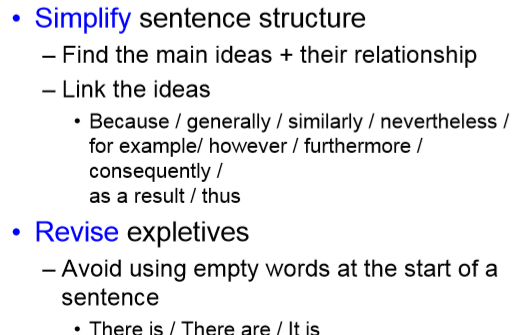 • Simplify sentence structure
– Find the main ideas + their relationship
– Link the ideas
• Because / generally / similarly / nevertheless /
for example/ however / furthermore /
consequently /
as a result / thus
• Revise expletives
– Avoid using empty words at the start of a
sentence
• There is / There are / It is